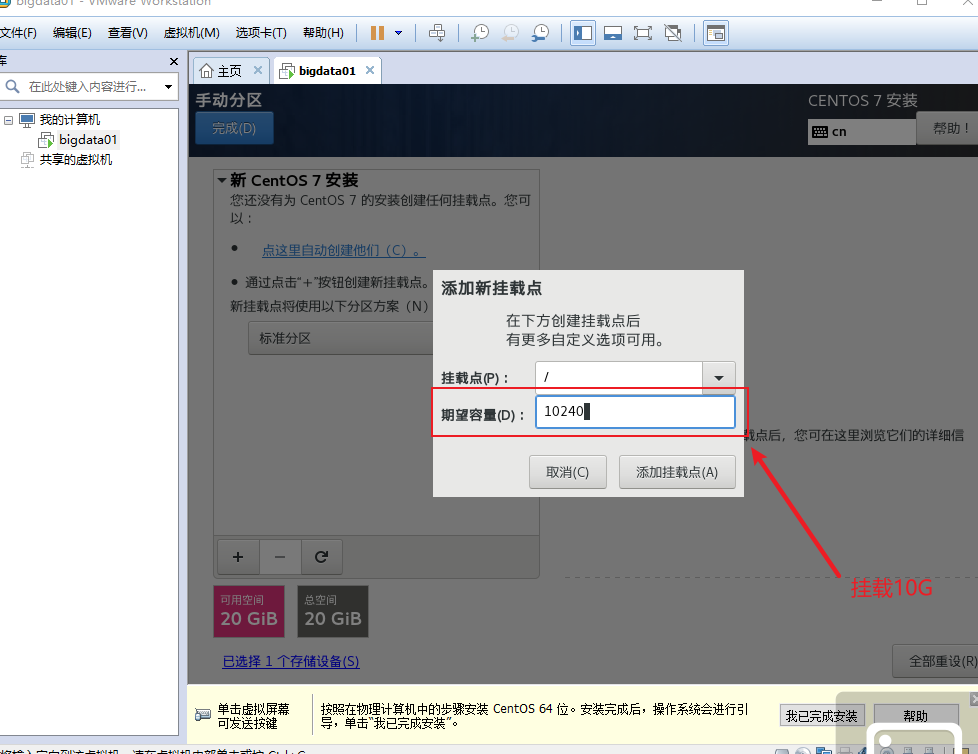 bigdata01 - VMware Workstation
文件(F) 编辑(E) 查看(V) 虚拟机(M) 选项卡(T) 帮助(H)
库
在此处键入内容进行...
主页
bigdata01
我的计算机
bigdata01
共享的虚拟机
手动分区
完成(D)
CENTOS 7 安装
cn
帮助！
新 CentOS 7 安装
您还没有为 CentOS 7 的安装创建任何挂载点。您可
以：
点这里自动创建他们（C）。
通过点击"+"按钮创建新挂载点。
新挂载点将使用以下分区方案（N）
标准分区
添加新挂载点
在下方创建挂载点后
有更多自定义选项可用。
挂载点(P)： /
期望容量(D)： 10240
取消(C) 添加挂载点(A)
载点后，您可在这里浏览它们的详细信
挂载10G
+ − 
可用空间
20 GiB
总空间
20 GiB
已选择 1 个存储设备(S)
全部重设(R)
单击虚拟屏幕
可发送按键
按照在物理计算机中的步骤安装 CentOS 64 位。安装完成后，操作系统会进行引
导，单击“我已完成安装”。
我已完成安装
帮助